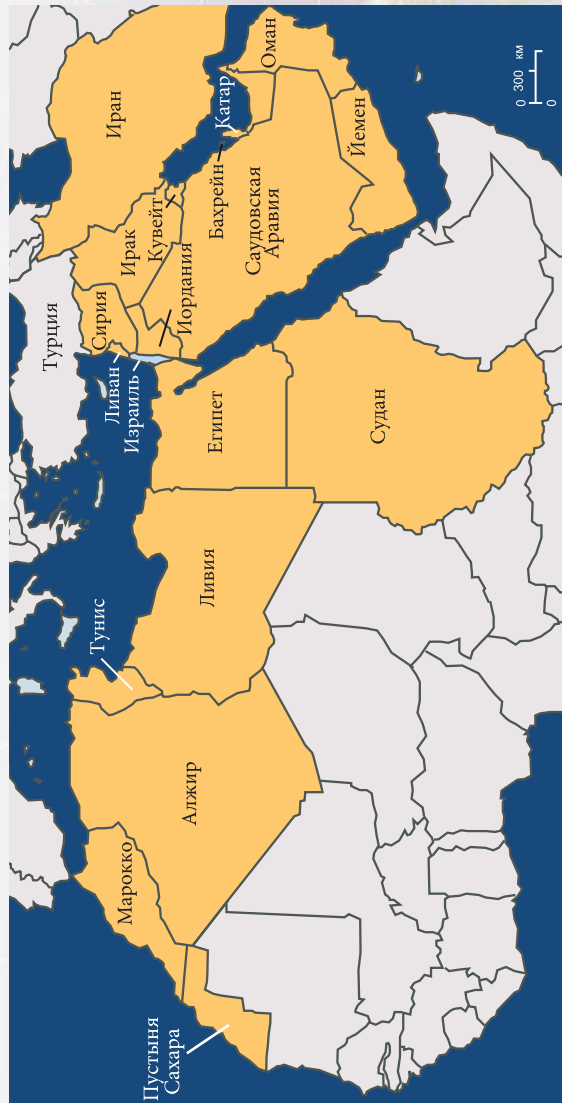 Турция
Иран
Сирия
Ирак
Ливан
Израиль
Кувейт
Иордания
Бахрейн
Катар
Оман
Саудовская
Аравия
Йемен
Тунис
Марокко
Алжир
Ливия
Египет
Пустыня
Сахара
Судан
0 300 км
0